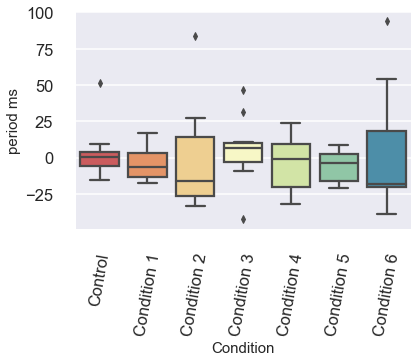 100
75
50
25
0
−25
period ms
Control
Condition 1
Condition 2
Condition 3
Condition 4
Condition 5
Condition 6
Condition